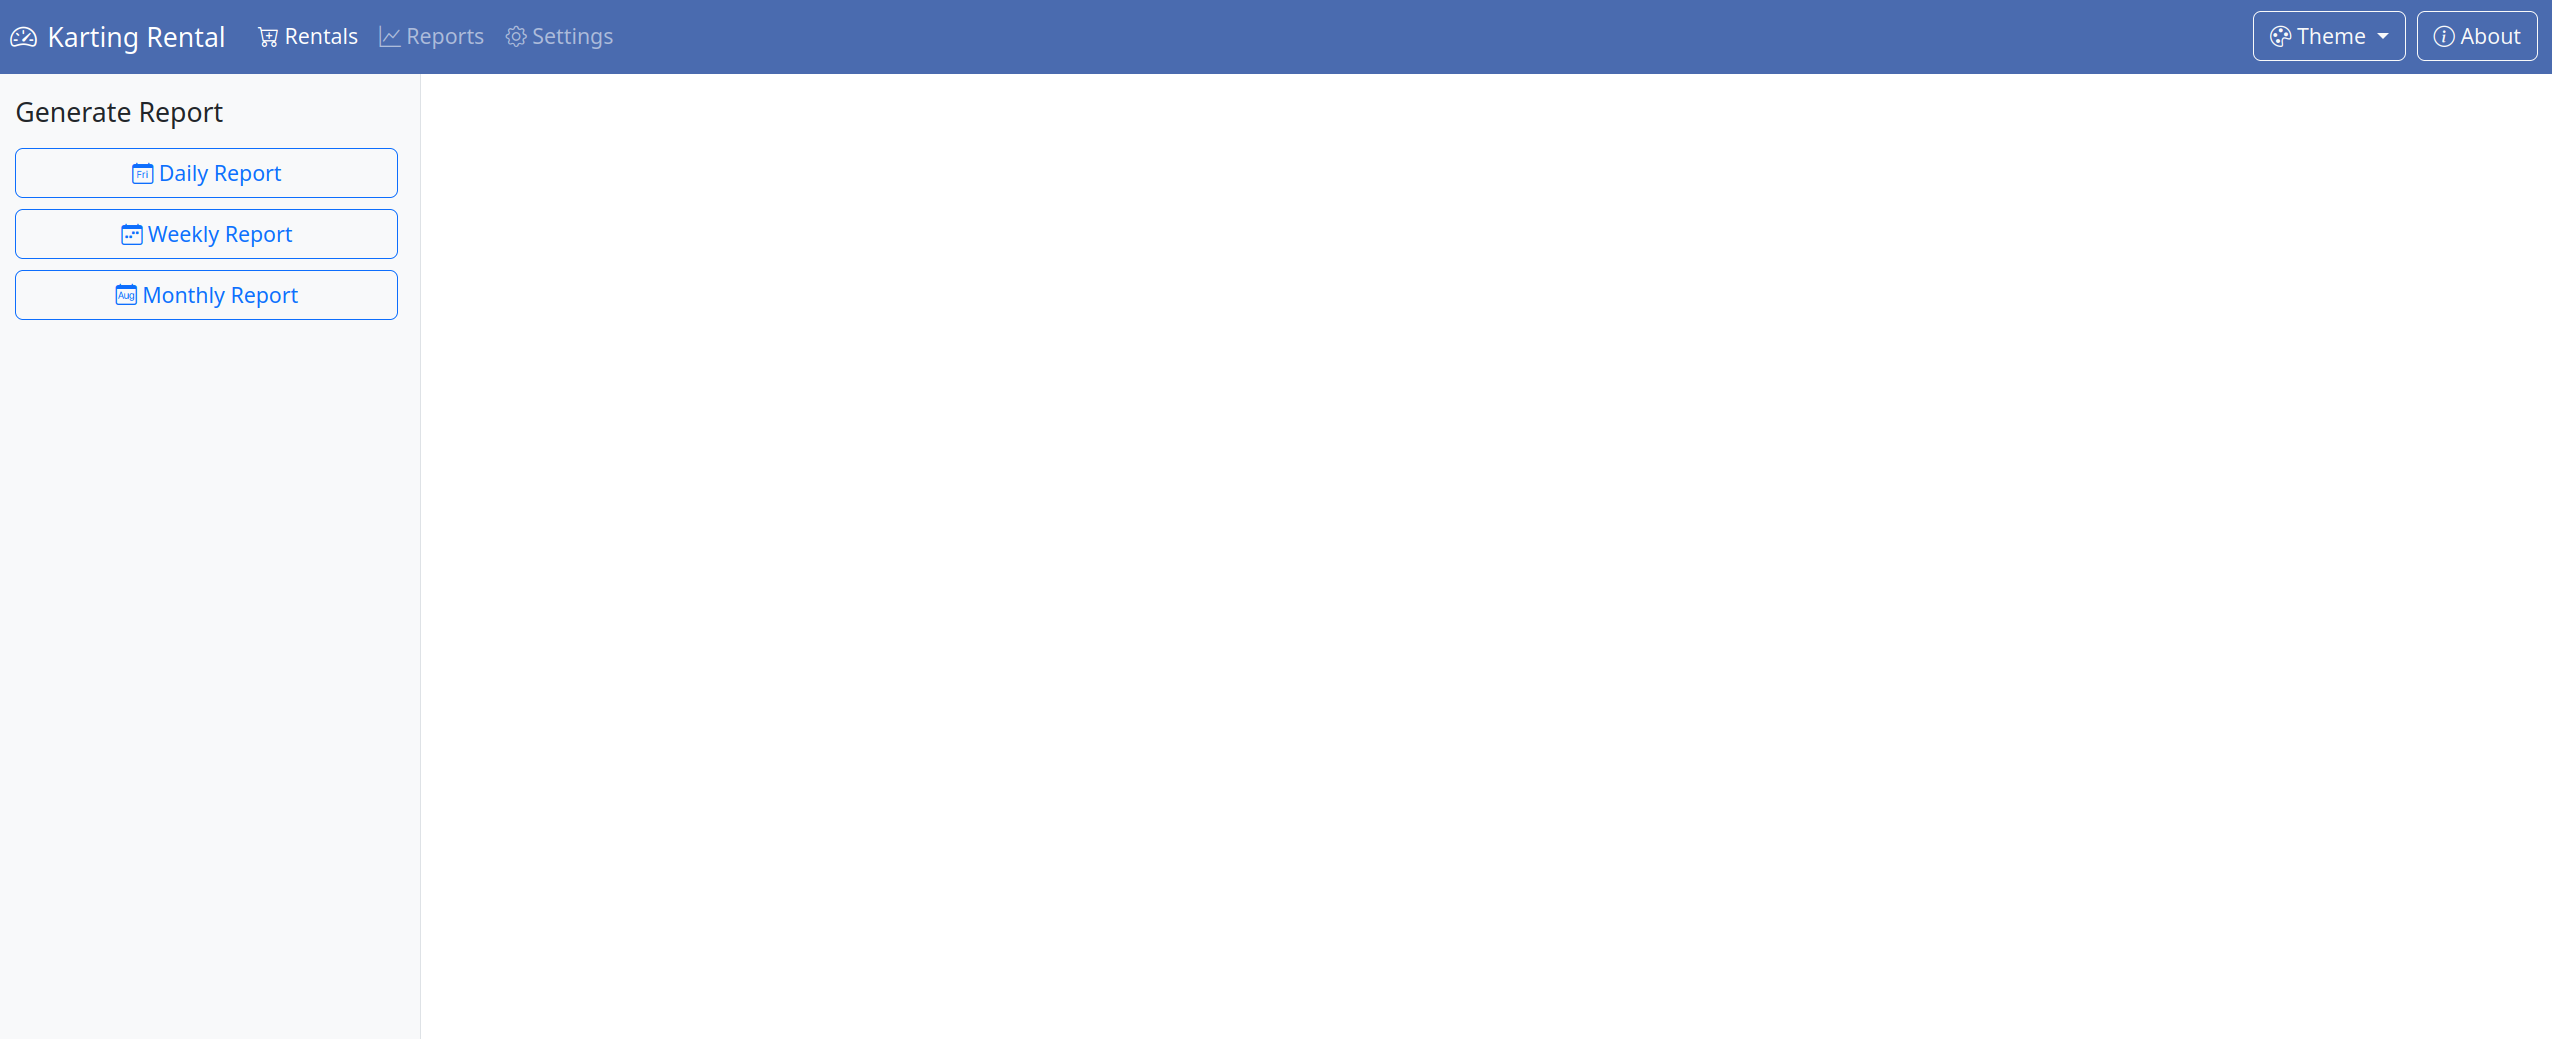 Karting Rental Rentals Reports Settings Theme About
Generate Report
Fri Daily Report
Weekly Report
Aug Monthly Report